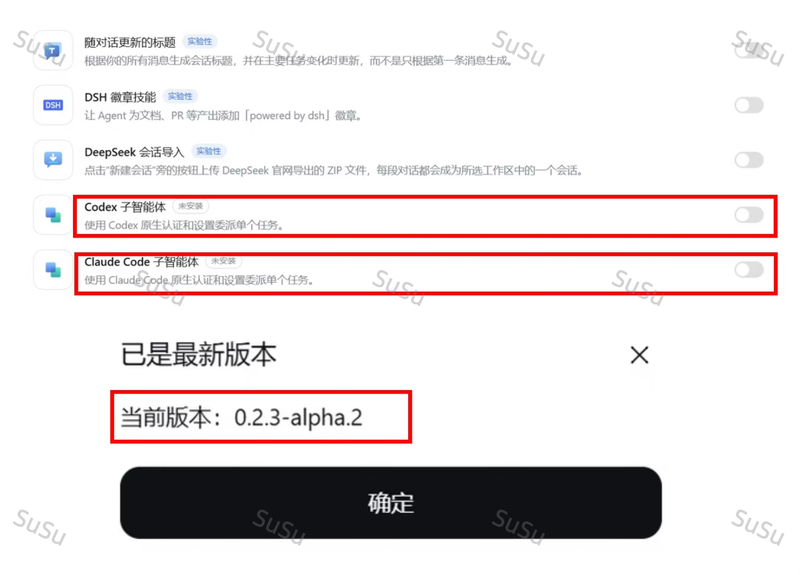 SuSu SuSu SuSu SuSu
T 随对话更新的标题 实验性
根据你的所有消息生成会话标题，并在主要任务变化时更新，而不是只根据第一条消息生成。
DSH DSH 徽章技能 实验性
让 Agent 为文档、PR 等产出添加「powered by dsh」徽章。
DeepSeek 会话导入 实验性
点击“新建会话”旁的按钮上传 DeepSeek 官网导出的 ZIP 文件，每段对话都会成为所选工作区中的一个会话。
Codex 子智能体 未安装
使用 Codex 原生认证和设置委派单个任务。
Claude Code 子智能体 未安装
使用 Claude Code 原生认证和设置委派单个任务。
SuSu SuSu SuSu
已是最新版本
当前版本：0.2.3-alpha.2
确定
SuSu SuSu SuSu SuSu